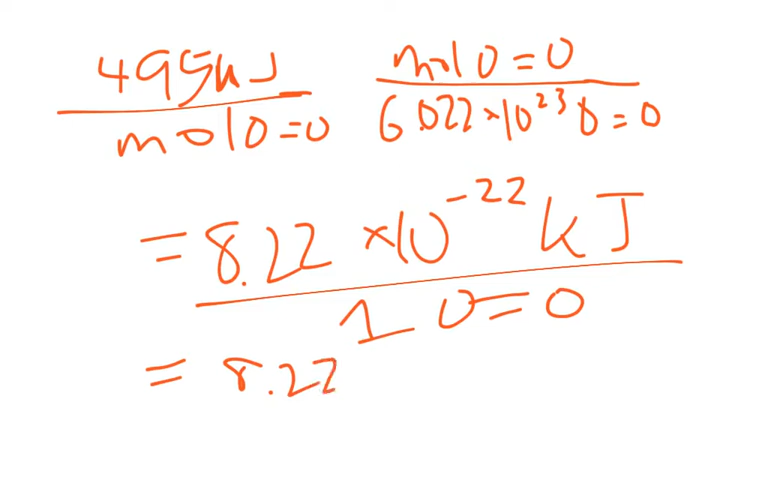 495kJ mol O=O
mol O=O 6.022×10²³ O=O
= 8.22 ×10⁻²² kJ
1 O=O
= 8.22